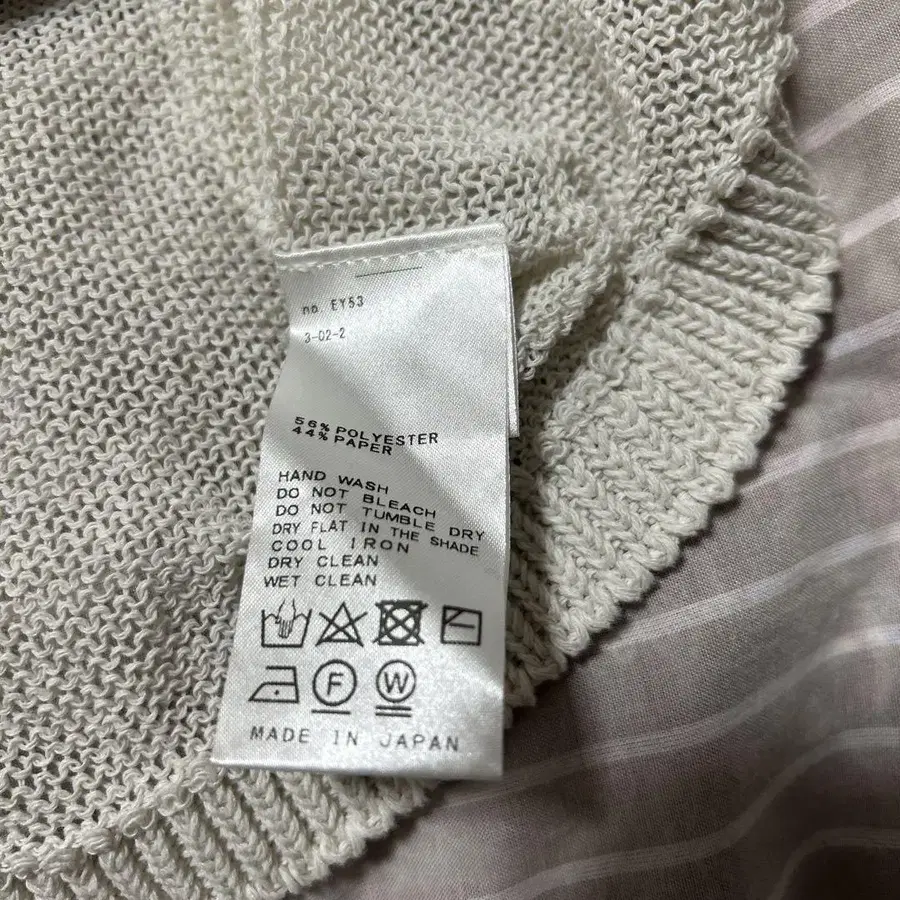 no. EY53
3-02-2
56% POLYESTER
44% PAPER
HAND WASH
DO NOT BLEACH
DO NOT TUMBLE DRY
DRY FLAT IN THE SHADE
COOL IRON
DRY CLEAN
WET CLEAN
F W
MADE IN JAPAN